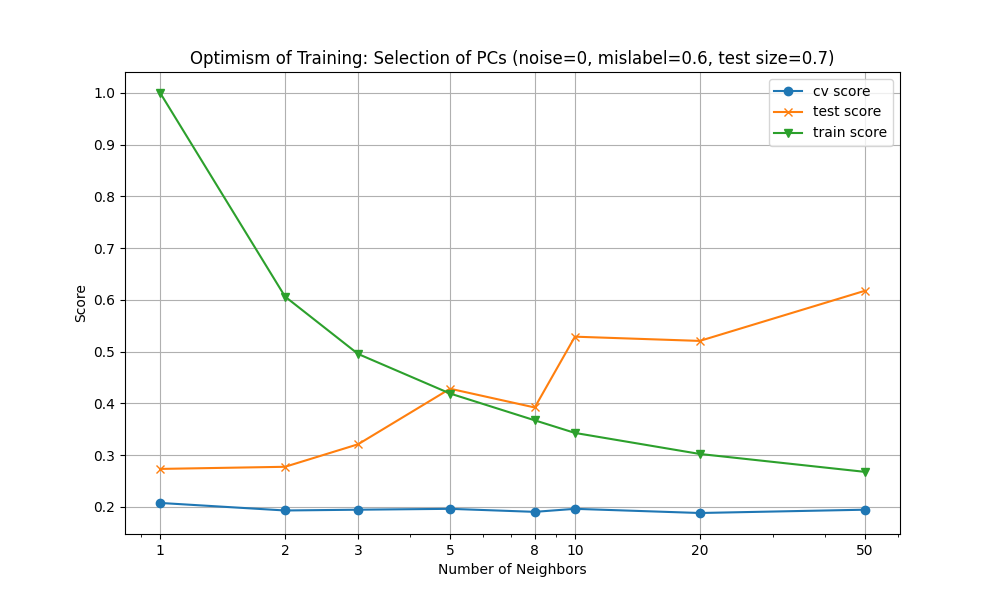 Optimism of Training: Selection of PCs (noise=0, mislabel=0.6, test size=0.7)
cv score
test score
train score
1.0
0.9
0.8
0.7
0.6
0.5
0.4
0.3
0.2
Score
1 2 3 5 8 10 20 50
Number of Neighbors